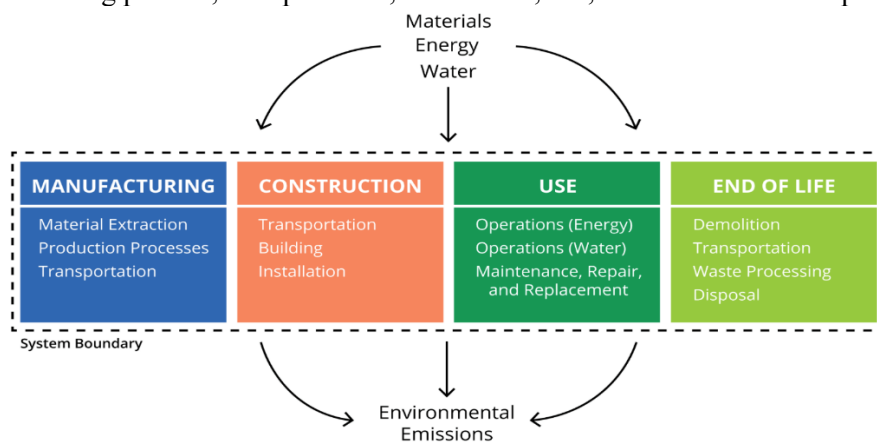 Materials
Energy
Water
MANUFACTURING
Material Extraction
Production Processes
Transportation
CONSTRUCTION
Transportation
Building
Installation
USE
Operations (Energy)
Operations (Water)
Maintenance, Repair,
and Replacement
END OF LIFE
Demolition
Transportation
Waste Processing
Disposal
System Boundary
Environmental
Emissions